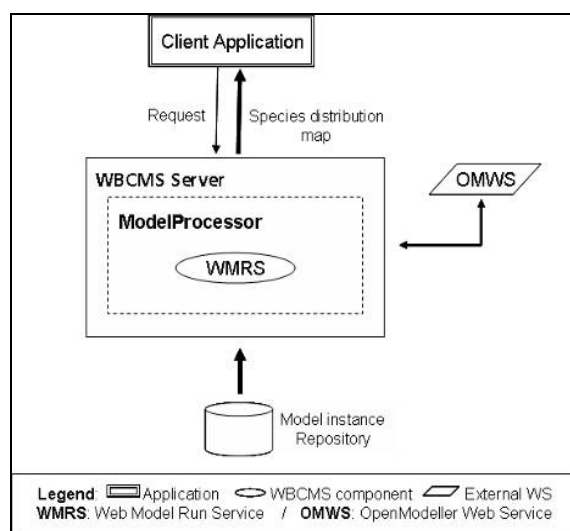 Client Application
Request
Species distribution
map
WBCMS Server
OMWS
ModelProcessor
WMRS
Model instance
Repository
Legend: Application WBCMS component External WS
WMRS: Web Model Run Service / OMWS: OpenModeller Web Service